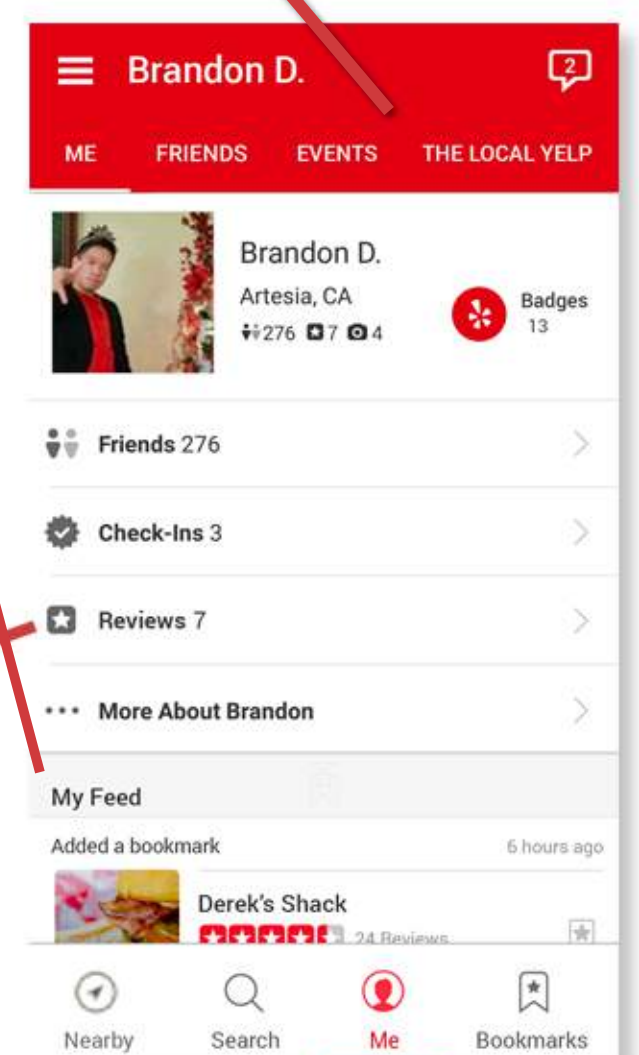 Brandon D.
2
ME FRIENDS EVENTS THE LOCAL YELP
Brandon D.
Artesia, CA
276 7 4
Badges
13
Friends 276
Check-Ins 3
Reviews 7
More About Brandon
My Feed
Added a bookmark 6 hours ago
Derek's Shack
24 Reviews
Nearby Search Me Bookmarks